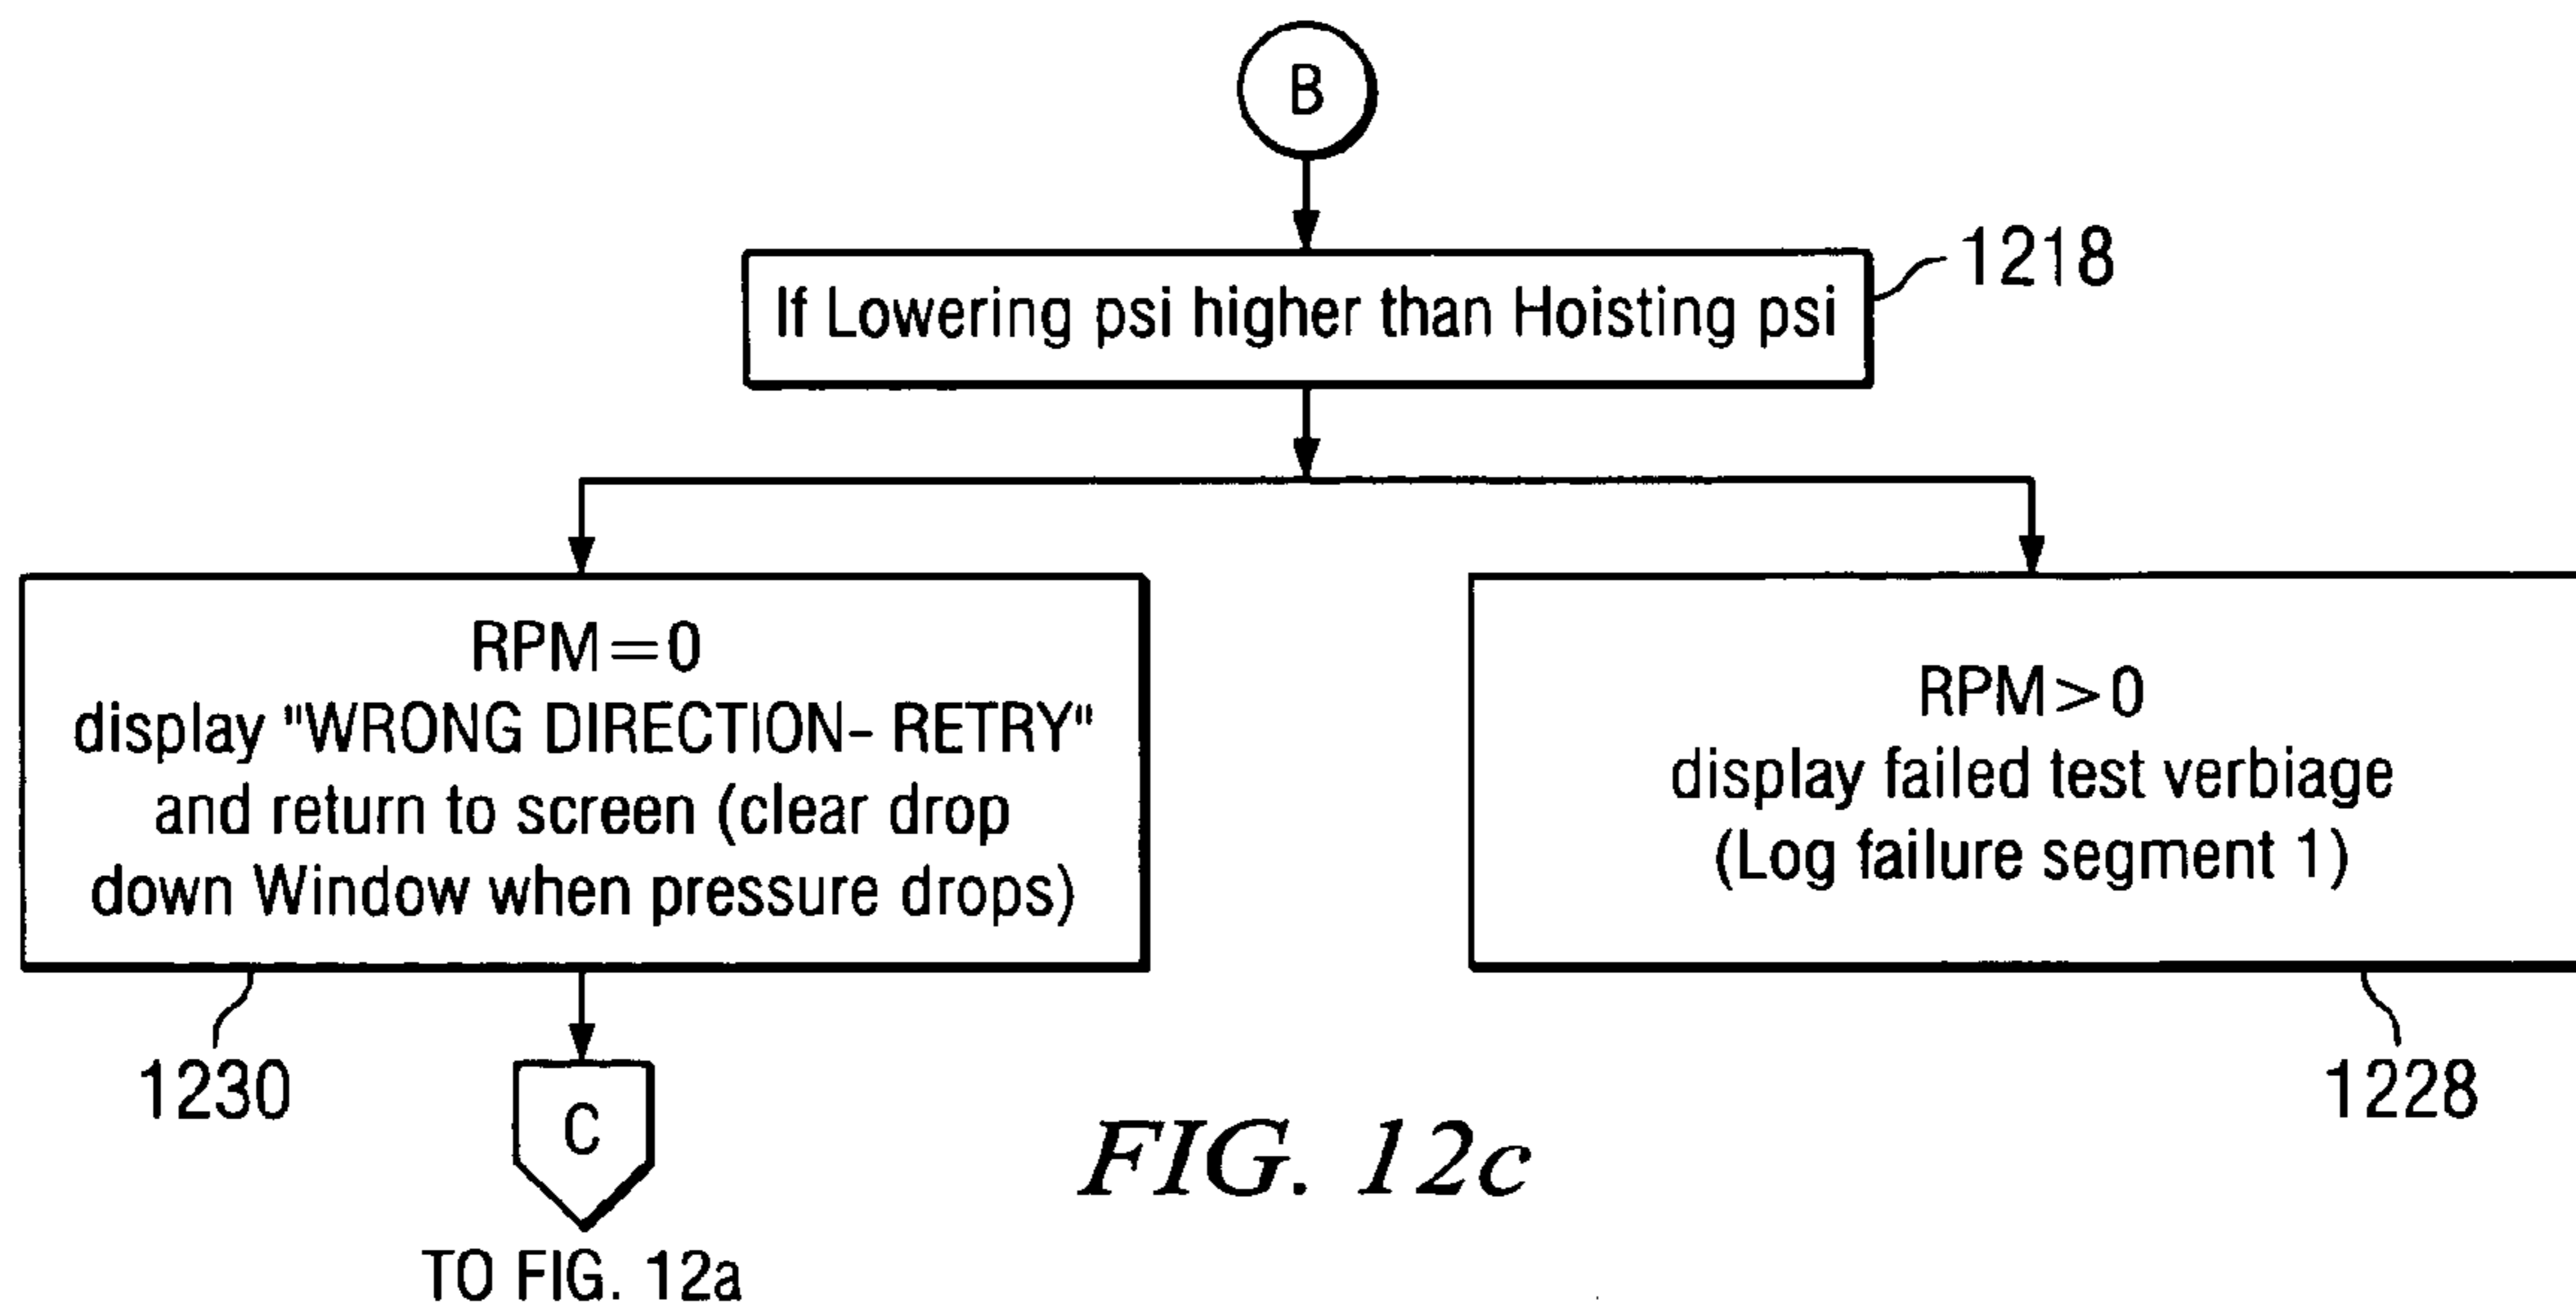 B
If Lowering psi higher than Hoisting psi
1218
RPM=0
display "WRONG DIRECTION- RETRY"
and return to screen (clear drop
down Window when pressure drops)
1230
RPM>0
display failed test verbiage
(Log failure segment 1)
1228
C
TO FIG. 12a
FIG. 12c